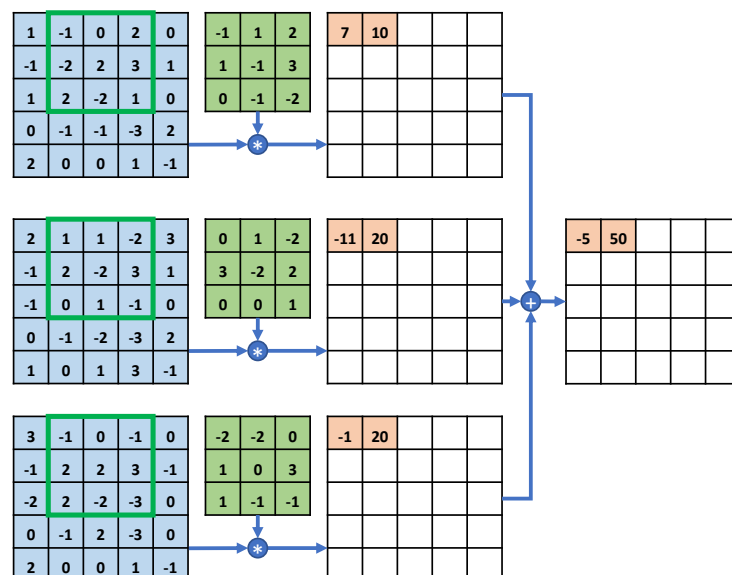 1 -1 0 2 0 -1 1 2 7 10
-1 -2 2 3 1 1 -1 3
1 2 -2 1 0 0 -1 -2
0 -1 -1 -3 2
*
2 0 0 1 -1
2 1 1 -2 3 0 1 -2 -11 20 -5 50
-1 2 -2 3 1 3 -2 2
-1 0 1 -1 0 0 0 1
+
0 -1 -2 -3 2
*
1 0 1 3 -1
3 -1 0 -1 0 -2 -2 0 -1 20
-1 2 2 3 -1 1 0 3
-2 2 -2 -3 0 1 -1 -1
0 -1 2 -3 0
*
2 0 0 1 -1